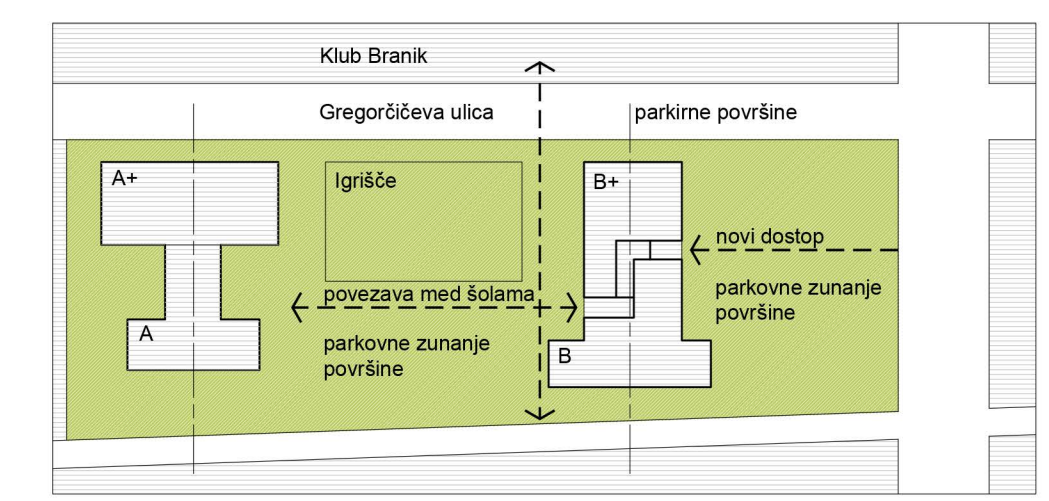 Klub Branik
Gregorčičeva ulica
parkirne površine
A+
Igrišče
B+
novi dostop
povezava med šolama
parkovne zunanje
površine
A
parkovne zunanje
površine
B